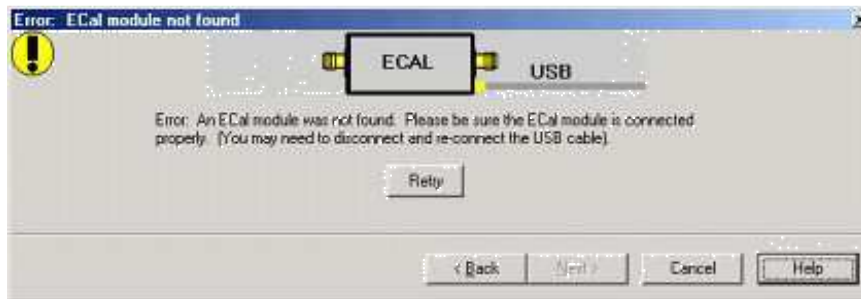 Error: ECal module not found
ECAL
USB
Error: An ECal module was not found. Please be sure the ECal module is connected
properly. (You may need to disconnect and re-connect the USB cable).
Retry
< Back
Next >
Cancel
Help